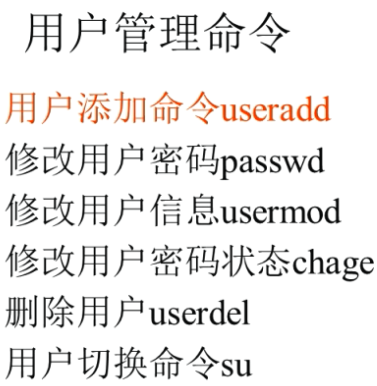 用户管理命令
用户添加命令useradd
修改用户密码passwd
修改用户信息usermod
修改用户密码状态chage
删除用户userdel
用户切换命令su